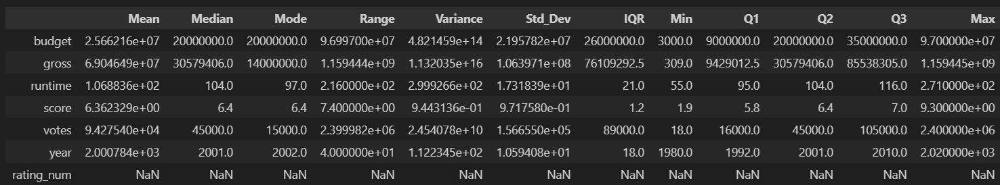 Mean Median Mode Range Variance Std_Dev IQR Min Q1 Q2 Q3 Max
budget 2.566216e+07 20000000.0 20000000.0 9.699700e+07 4.821459e+14 2.195782e+07 26000000.0 3000.0 9000000.0 20000000.0 35000000.0 9.700000e+07
gross 6.904649e+07 30579406.0 14000000.0 1.159444e+09 1.132035e+16 1.063971e+08 76109292.5 309.0 9429012.5 30579406.0 85538305.0 1.159445e+09
runtime 1.068836e+02 104.0 97.0 2.160000e+02 2.999266e+02 1.731839e+01 21.0 55.0 95.0 104.0 116.0 2.710000e+02
score 6.362329e+00 6.4 6.4 7.400000e+00 9.443136e-01 9.717580e-01 1.2 1.9 5.8 6.4 7.0 9.300000e+00
votes 9.427540e+04 45000.0 15000.0 2.399982e+06 2.454078e+10 1.566550e+05 89000.0 18.0 16000.0 45000.0 105000.0 2.400000e+06
year 2.000784e+03 2001.0 2002.0 4.000000e+01 1.122345e+02 1.059408e+01 18.0 1980.0 1992.0 2001.0 2010.0 2.020000e+03
rating_num NaN NaN NaN NaN NaN NaN NaN NaN NaN NaN NaN NaN